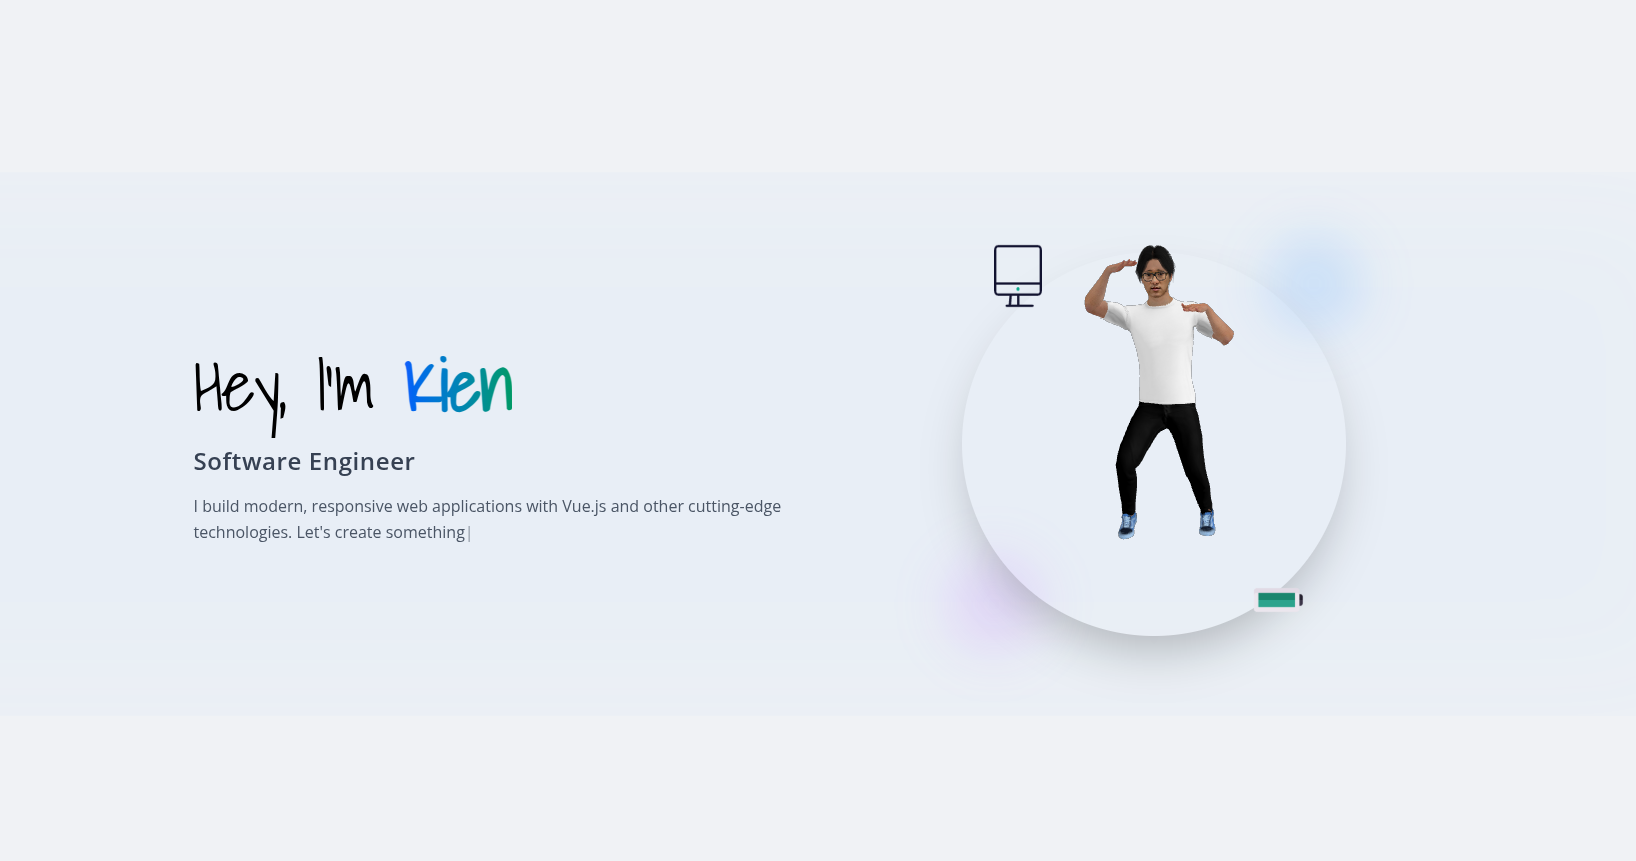 Hey, I'm Kien
Software Engineer
I build modern, responsive web applications with Vue.js and other cutting-edge
technologies. Let's create something|